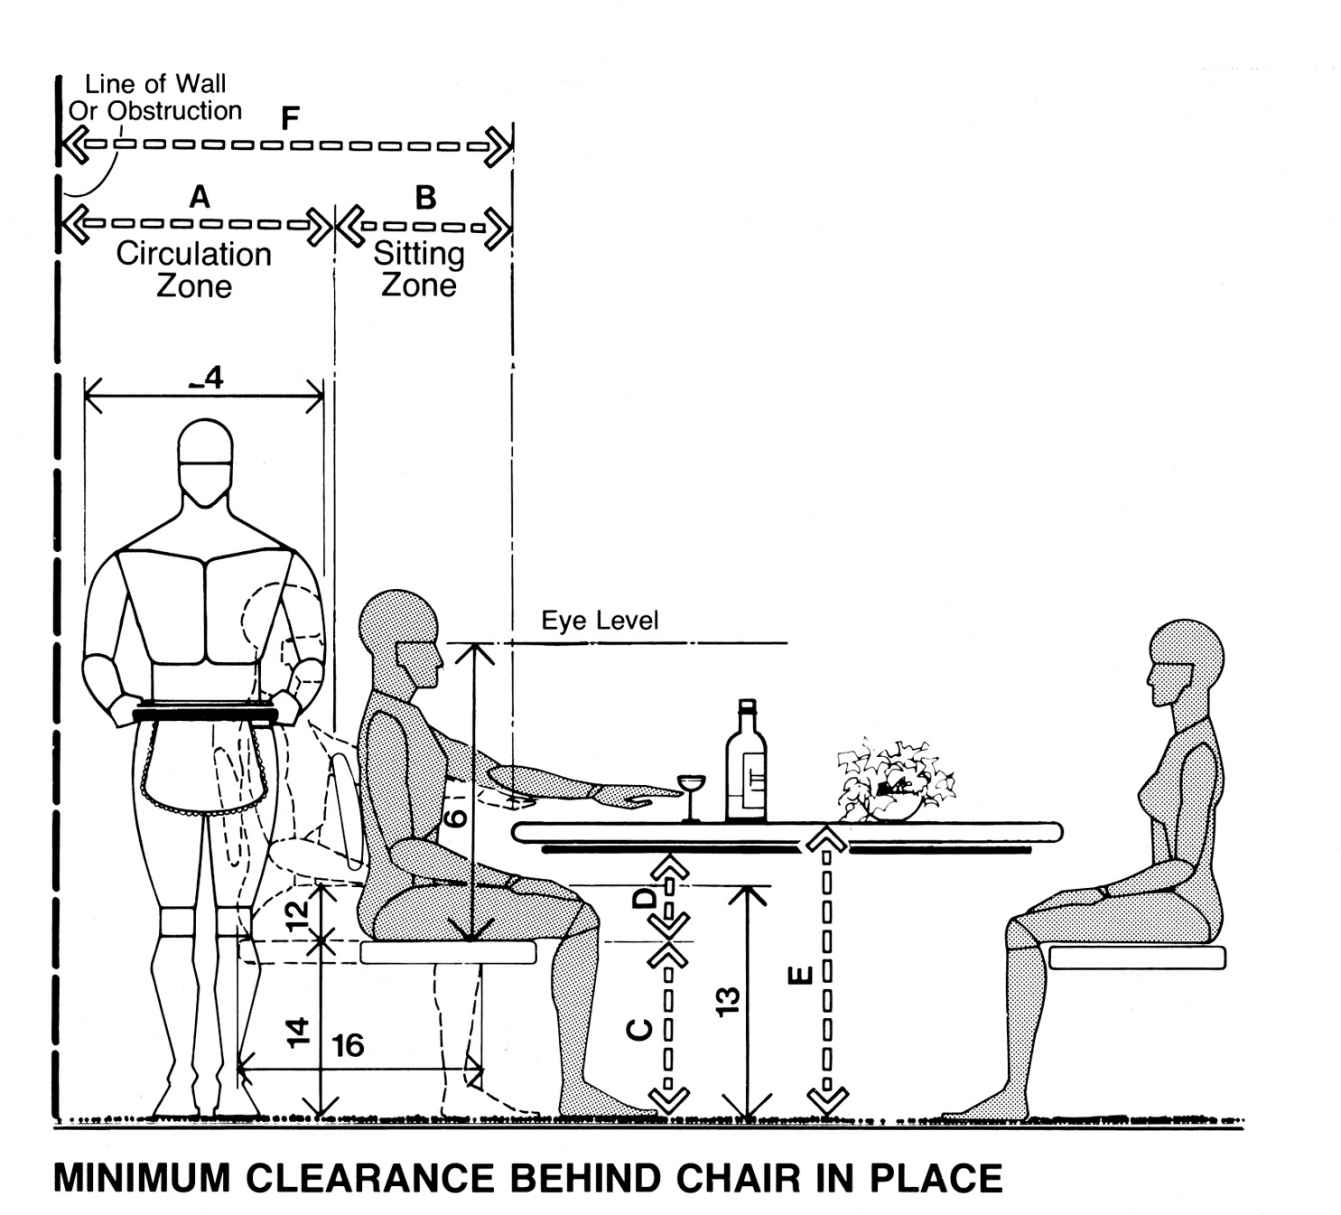 Line of Wall
Or Obstruction
F
A
B
Circulation
Zone
Sitting
Zone
4
Eye Level
6
D
12
E
13
C
14
16
MINIMUM CLEARANCE BEHIND CHAIR IN PLACE